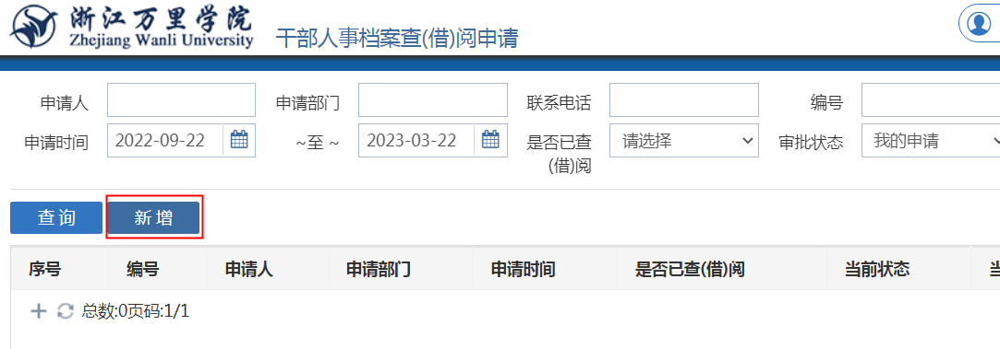 浙江万里学院
Zhejiang Wanli University
干部人事档案查(借)阅申请
申请人 申请部门 联系电话 编号
申请时间 2022-09-22 ~至 ~ 2023-03-22 是否已查(借)阅 请选择 审批状态 我的申请
查询 新增
序号 编号 申请人 申请部门 申请时间 是否已查(借)阅 当前状态
总数:0页码:1/1